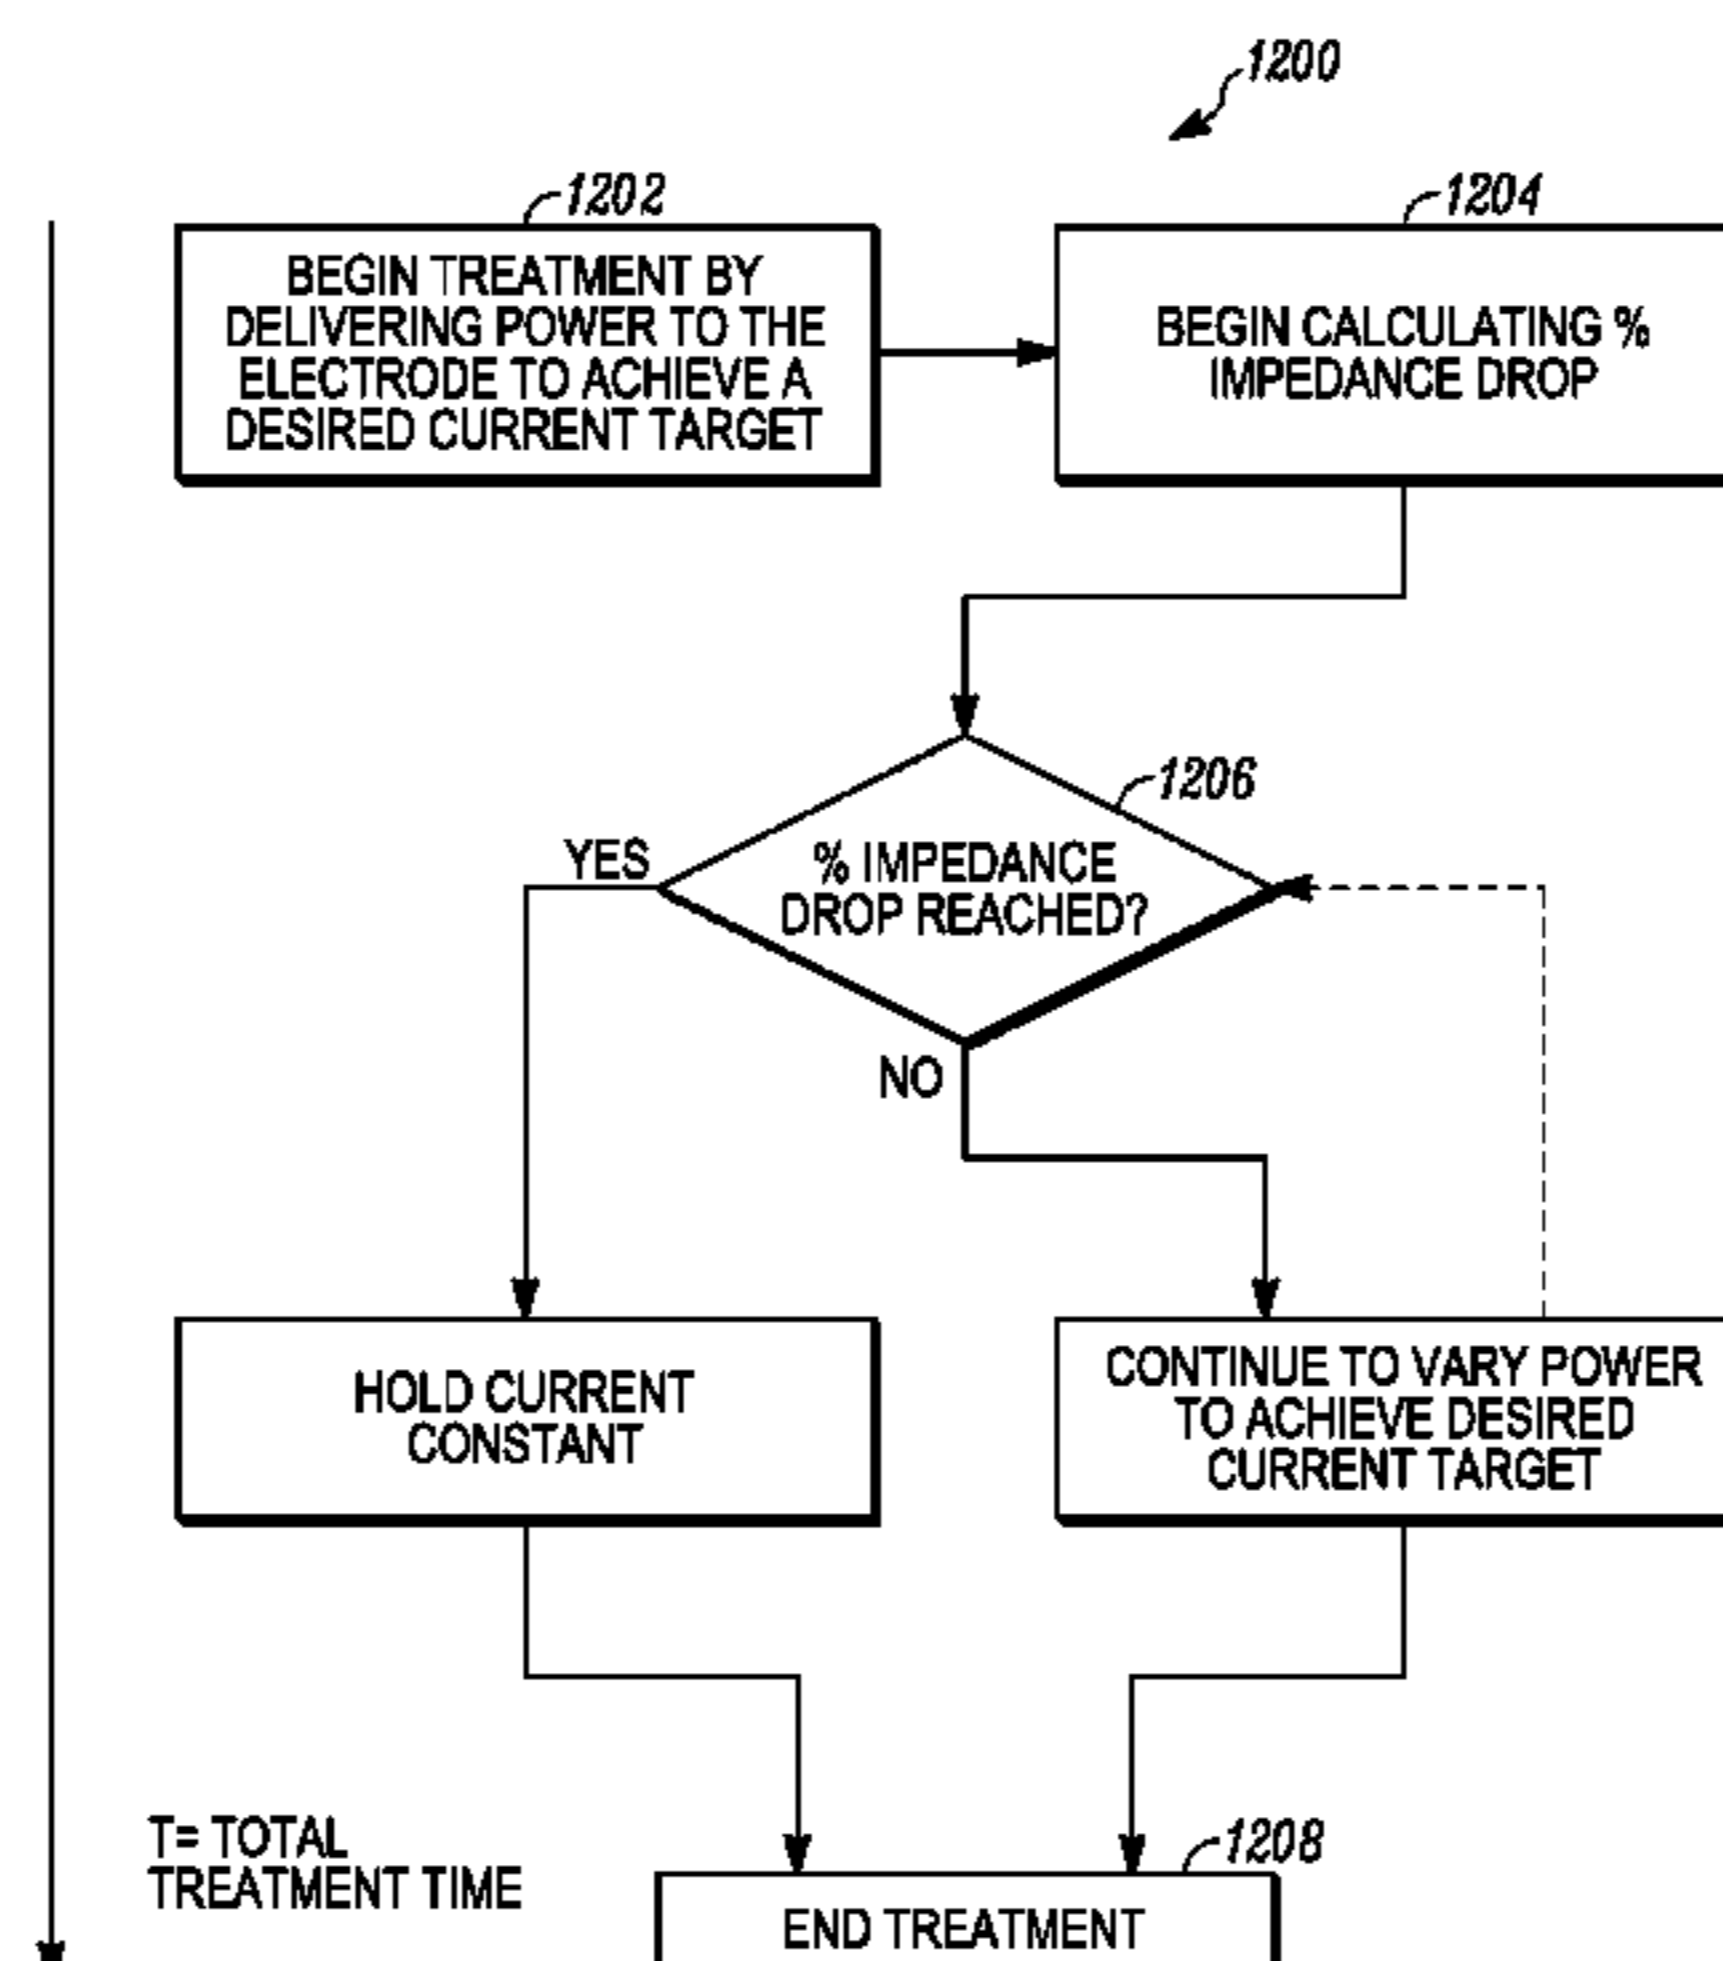 1200
1202
BEGIN TREATMENT BY
DELIVERING POWER TO THE
ELECTRODE TO ACHIEVE A
DESIRED CURRENT TARGET
1204
BEGIN CALCULATING %
IMPEDANCE DROP
1206
% IMPEDANCE
DROP REACHED?
YES
NO
HOLD CURRENT
CONSTANT
CONTINUE TO VARY POWER
TO ACHIEVE DESIRED
CURRENT TARGET
T= TOTAL
TREATMENT TIME
1208
END TREATMENT